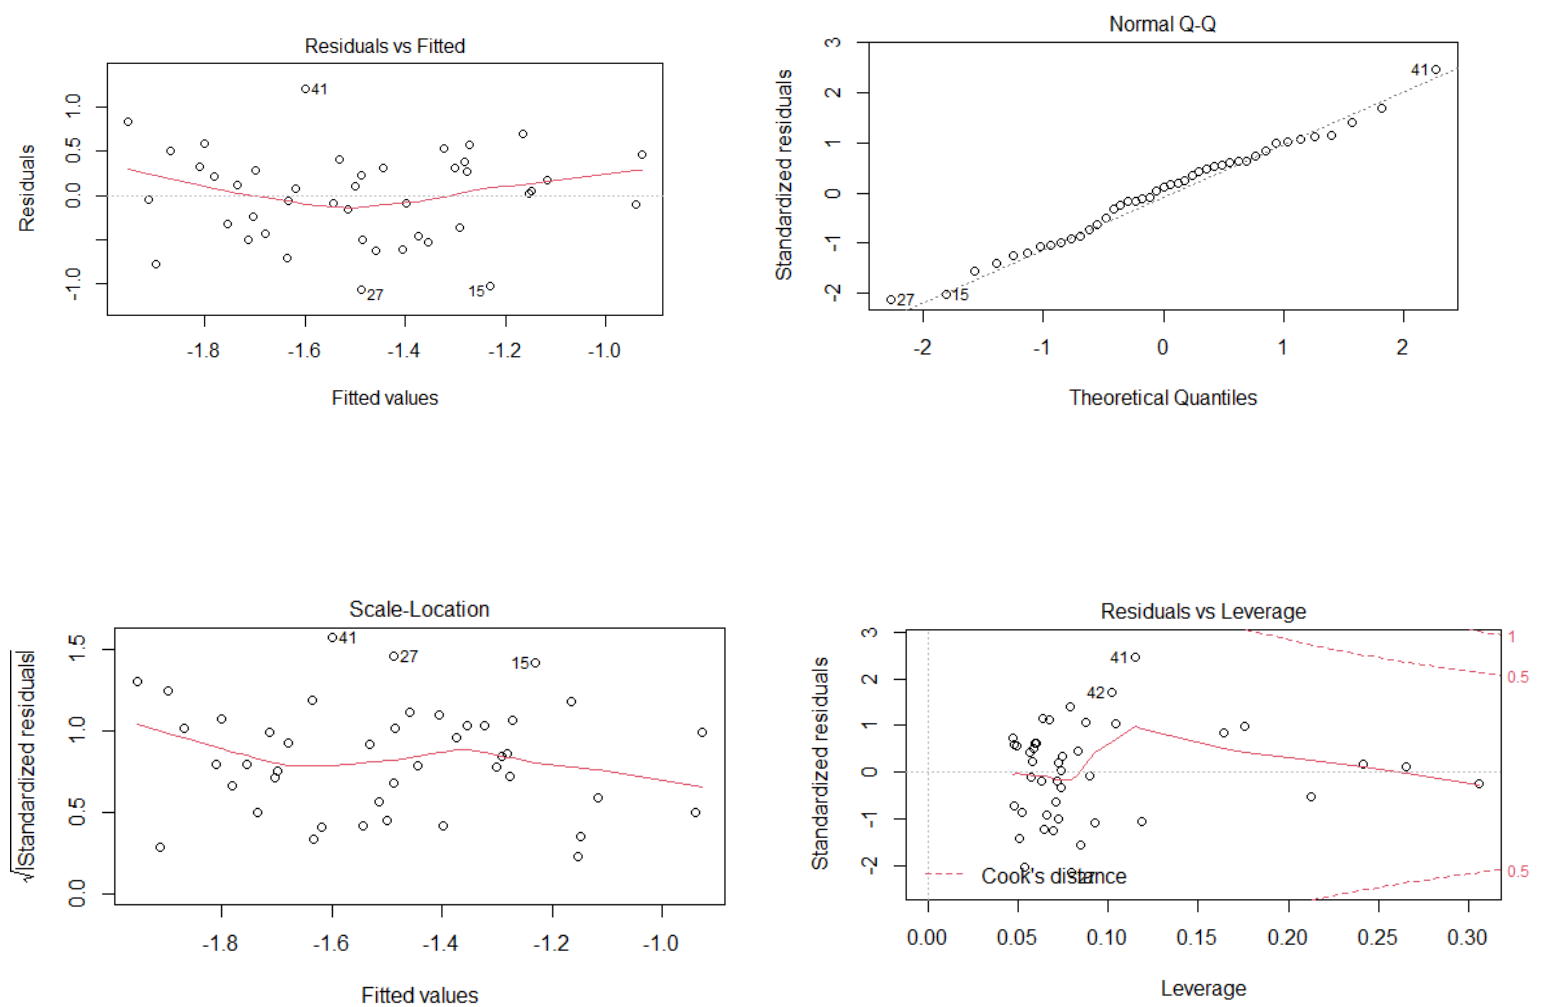 Residuals vs Fitted
Residuals
-1.0 0.0 0.5 1.0
41
27
15
-1.8 -1.6 -1.4 -1.2 -1.0
Fitted values
Normal Q-Q
Standardized residuals
-2 -1 0 1 2 3
41
27
15
-2 -1 0 1 2
Theoretical Quantiles
Scale-Location
√|Standardized residuals|
0.0 0.5 1.0 1.5
41
27
15
-1.8 -1.6 -1.4 -1.2 -1.0
Fitted values
Residuals vs Leverage
Standardized residuals
-2 -1 0 1 2 3
41
42
1
0.5
0.5
Cook's distance
0.00 0.05 0.10 0.15 0.20 0.25 0.30
Leverage